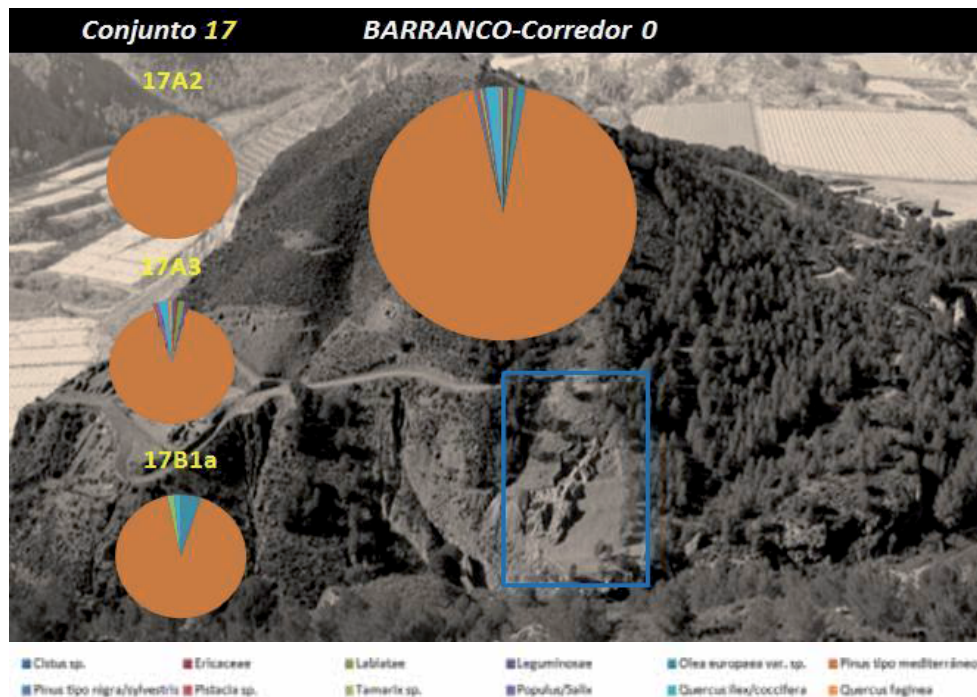 Conjunto 17 BARRANCO-Corredor 0
17A2
17A3
17B1a
Cistus sp. Ericaceae Labiatae Leguminosae Olea europaea var. sp. Pinus tipo mediterráneo
Pinus tipo nigra/sylvestris Pistacia sp. Tamarix sp. Populus/Salix Quercus ilex/coccifera Quercus faginea